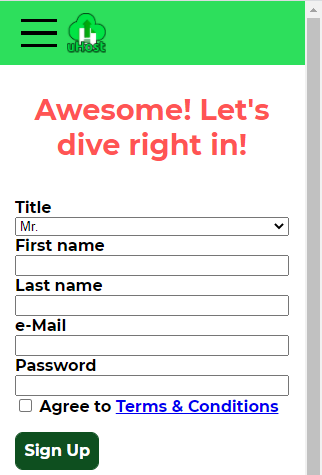 uHost
Awesome! Let's
dive right in!
Title
Mr.
First name
Last name
e-Mail
Password
Agree to Terms & Conditions
Sign Up